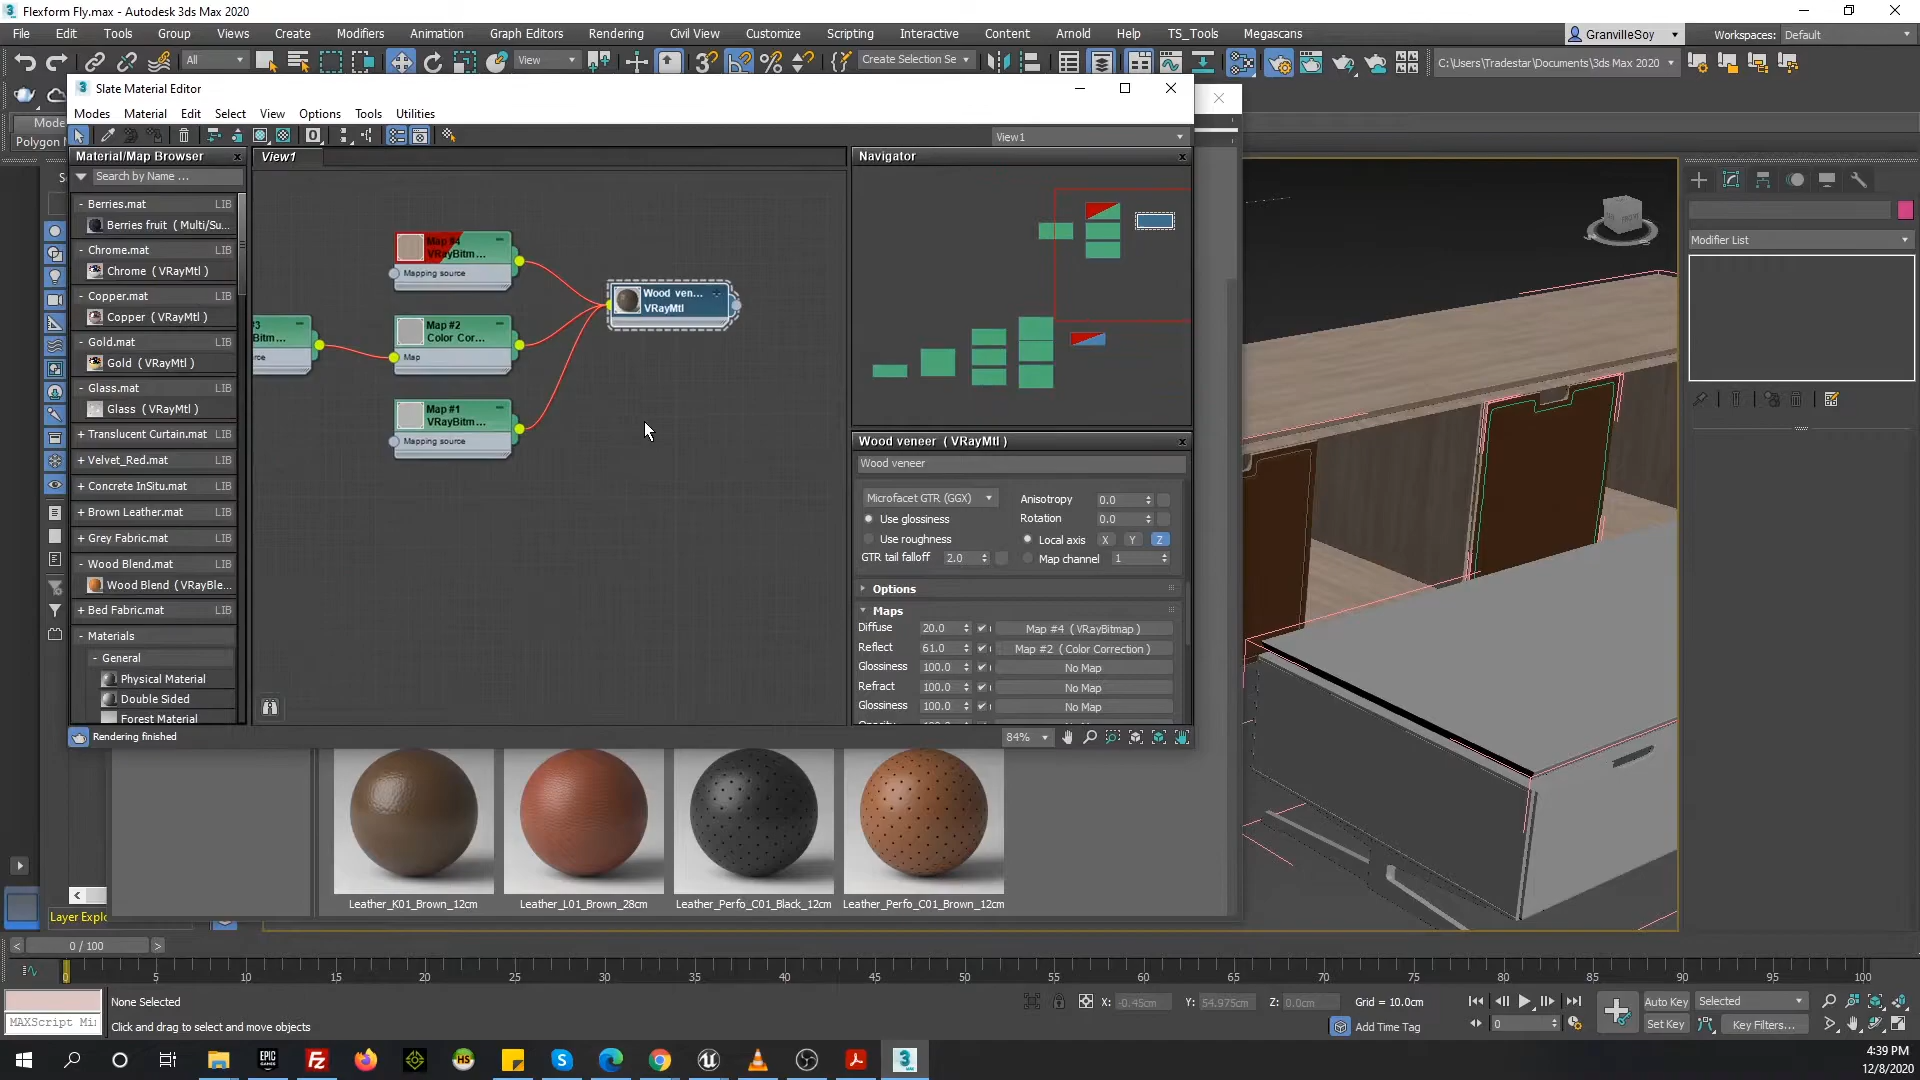 Flexform Fly.max - Autodesk 3ds Max 2020
File Edit Tools Group Views Create Modifiers Animation Graph Editors Rendering Civil View Customize Scripting Interactive Content Arnold Help TS_Tools Megascans
GranvilleSoy
Workspaces: Default
All
View
Create Selection Se
C:\Users\Tradestar\Documents\3ds Max 2020
Mode
Polygon M
Slate Material Editor
Modes Material Edit Select View Options Tools Utilities
View1
Material/Map Browser
View1
Navigator
Search by Name ...
- Berries.mat LIB
Berries fruit ( Multi/Su...
- Chrome.mat LIB
Chrome ( VRayMtl )
- Copper.mat LIB
Copper ( VRayMtl )
- Gold.mat LIB
Gold ( VRayMtl )
- Glass.mat LIB
Glass ( VRayMtl )
+ Translucent Curtain.mat LIB
+ Velvet_Red.mat LIB
+ Concrete InSitu.mat LIB
+ Brown Leather.mat LIB
+ Grey Fabric.mat LIB
- Wood Blend.mat LIB
Wood Blend ( VRayBle...
+ Bed Fabric.mat LIB
- Materials
- General
Physical Material
Double Sided
Forest Material
Map #4
VRayBitm...
Mapping source
Map #2
Color Cor...
Map
Map #1
VRayBitm...
Mapping source
#3
Bitm...
rce
Wood ven...
VRayMtl
Wood veneer ( VRayMtl )
Wood veneer
Microfacet GTR (GGX)
Anisotropy 0.0
Use glossiness
Rotation 0.0
Use roughness
Local axis X Y Z
GTR tail falloff 2.0
Map channel 1
Options
Maps
Diffuse 20.0 Map #4 ( VRayBitmap )
Reflect 61.0 Map #2 ( Color Correction )
Glossiness 100.0 No Map
Refract 100.0 No Map
Glossiness 100.0 No Map
Rendering finished
84%
Modifier List
Leather_K01_Brown_12cm
Leather_L01_Brown_28cm
Leather_Perfo_C01_Black_12cm
Leather_Perfo_C01_Brown_12cm
Layer Explo
< 0 / 100 >
0 5 10 15 20 25 30 35 40 45 50 55 60 65 70 75 80 85 90 95 100
None Selected
X: -0.45cm Y: 54.975cm Z: 0.0cm Grid = 10.0cm
Auto Key Selected
MAXScript Mi
Click and drag to select and move objects
Add Time Tag
0
Set Key Key Filters...
4:39 PM
12/8/2020